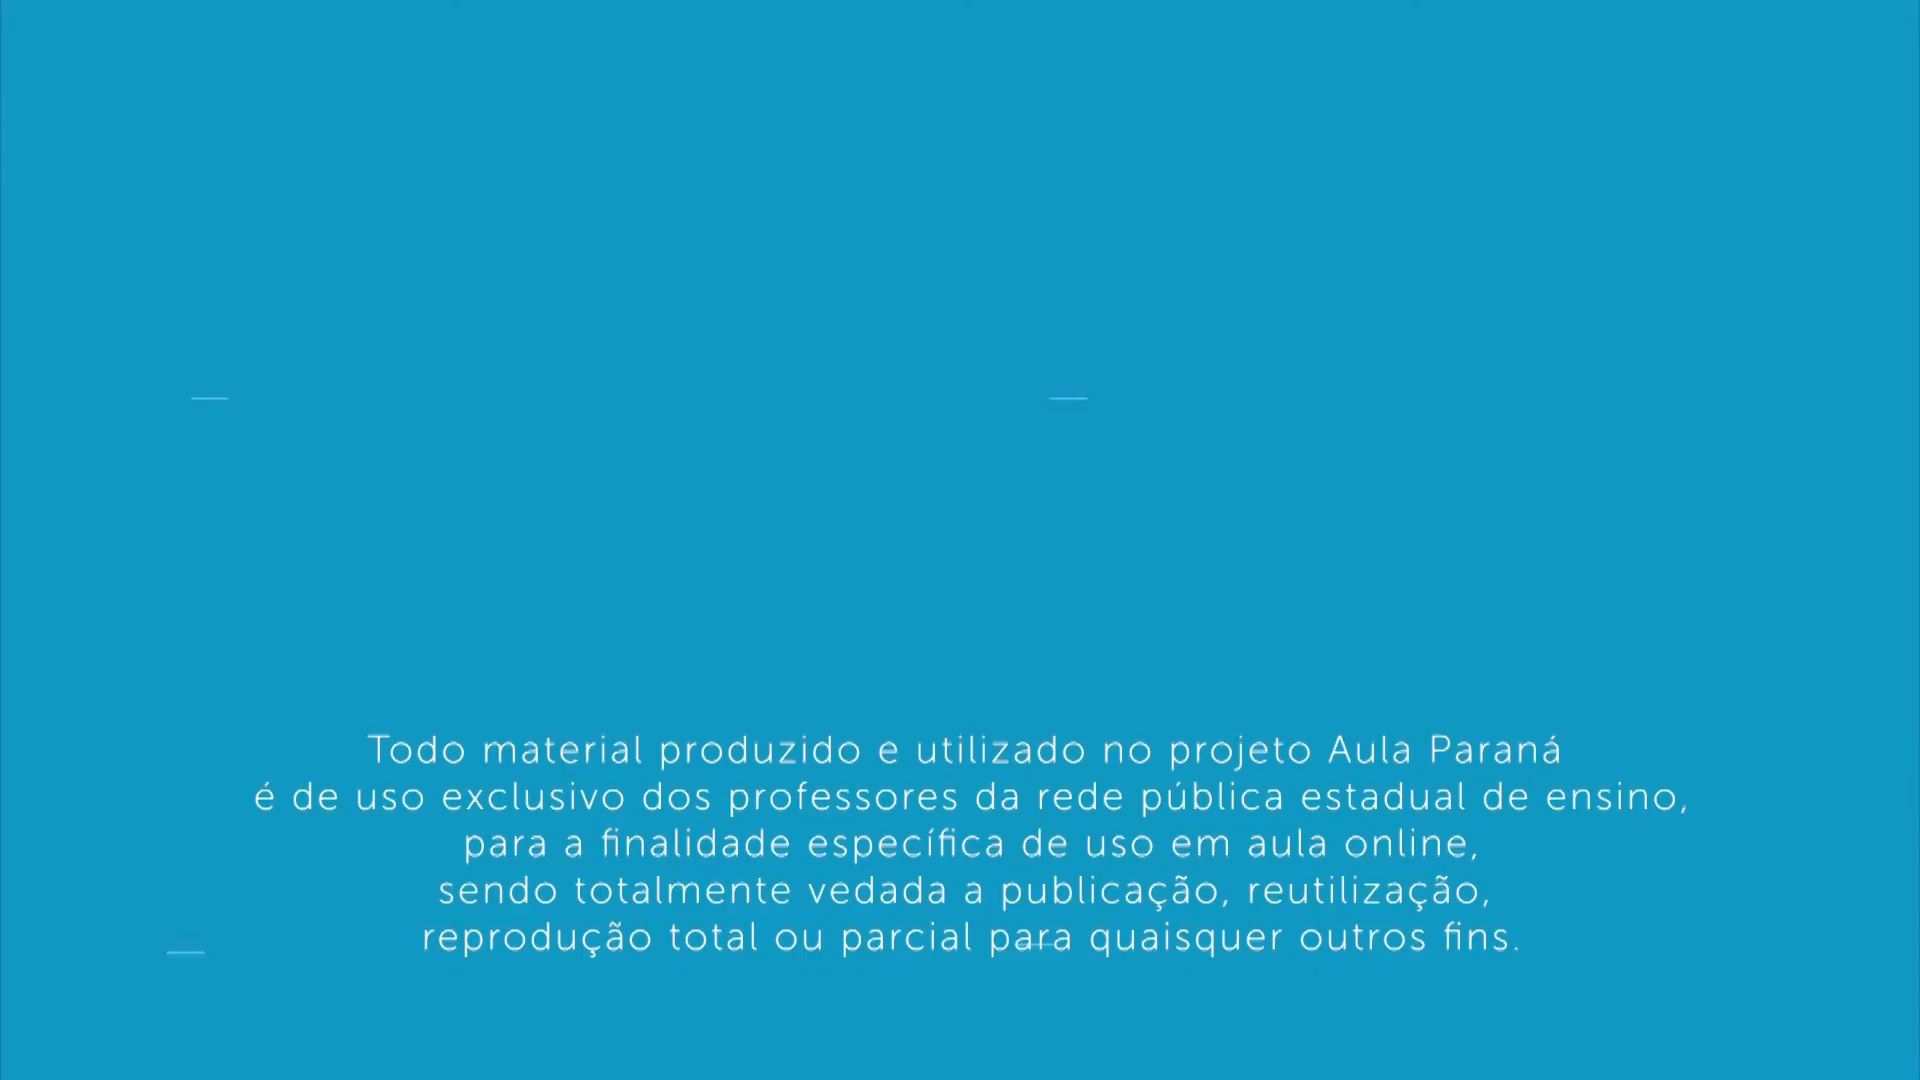 Todo material produzido e utilizado no projeto Aula Paraná
é de uso exclusivo dos professores da rede pública estadual de ensino,
para a finalidade específica de uso em aula online,
sendo totalmente vedada a publicação, reutilização,
reprodução total ou parcial para quaisquer outros fins.